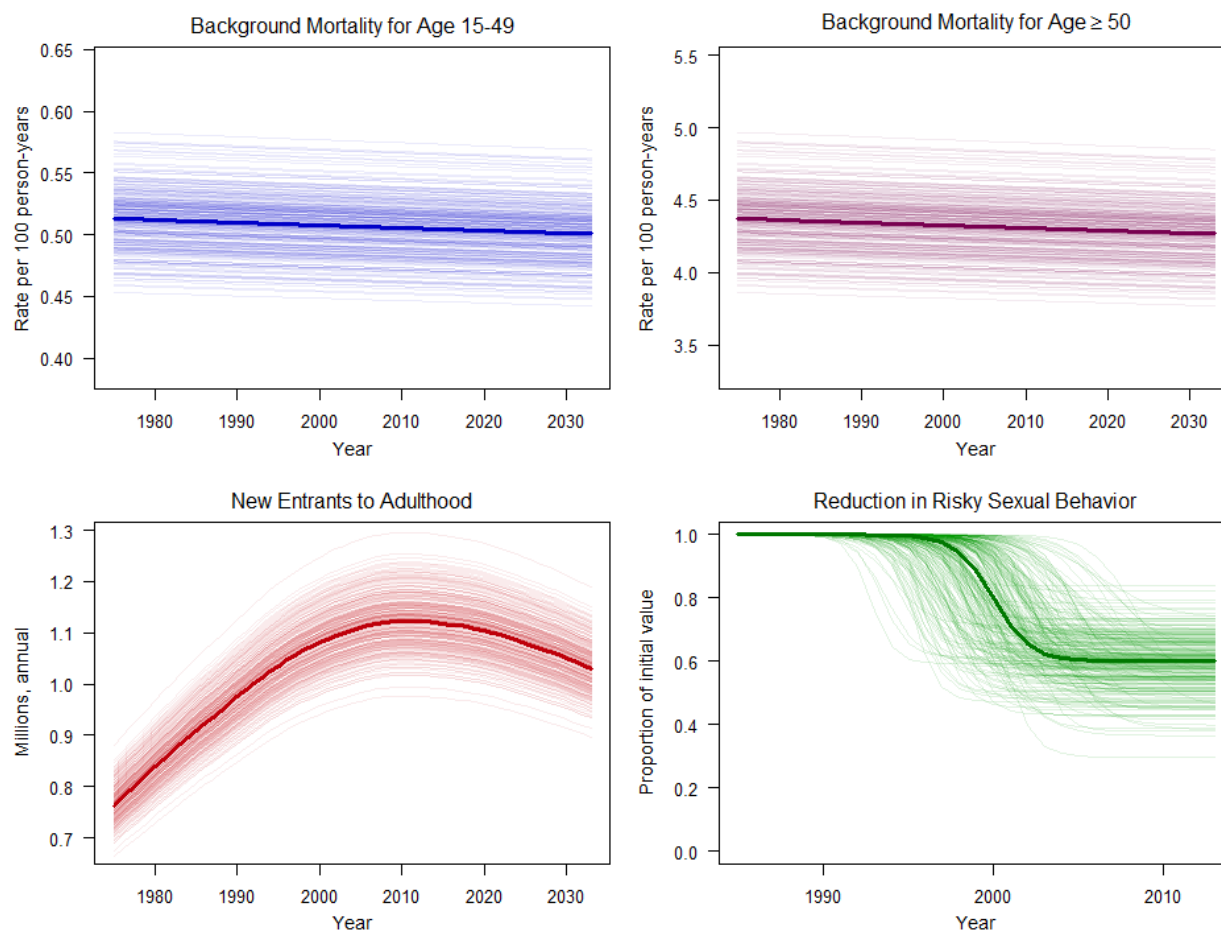 Background Mortality for Age 15-49
Rate per 100 person-years
0.65
0.60
0.55
0.50
0.45
0.40
1980 1990 2000 2010 2020 2030
Year
Background Mortality for Age ≥ 50
Rate per 100 person-years
5.5
5.0
4.5
4.0
3.5
1980 1990 2000 2010 2020 2030
Year
New Entrants to Adulthood
Millions, annual
1.3
1.2
1.1
1.0
0.9
0.8
0.7
1980 1990 2000 2010 2020 2030
Year
Reduction in Risky Sexual Behavior
Proportion of initial value
1.0
0.8
0.6
0.4
0.2
0.0
1990 2000 2010
Year